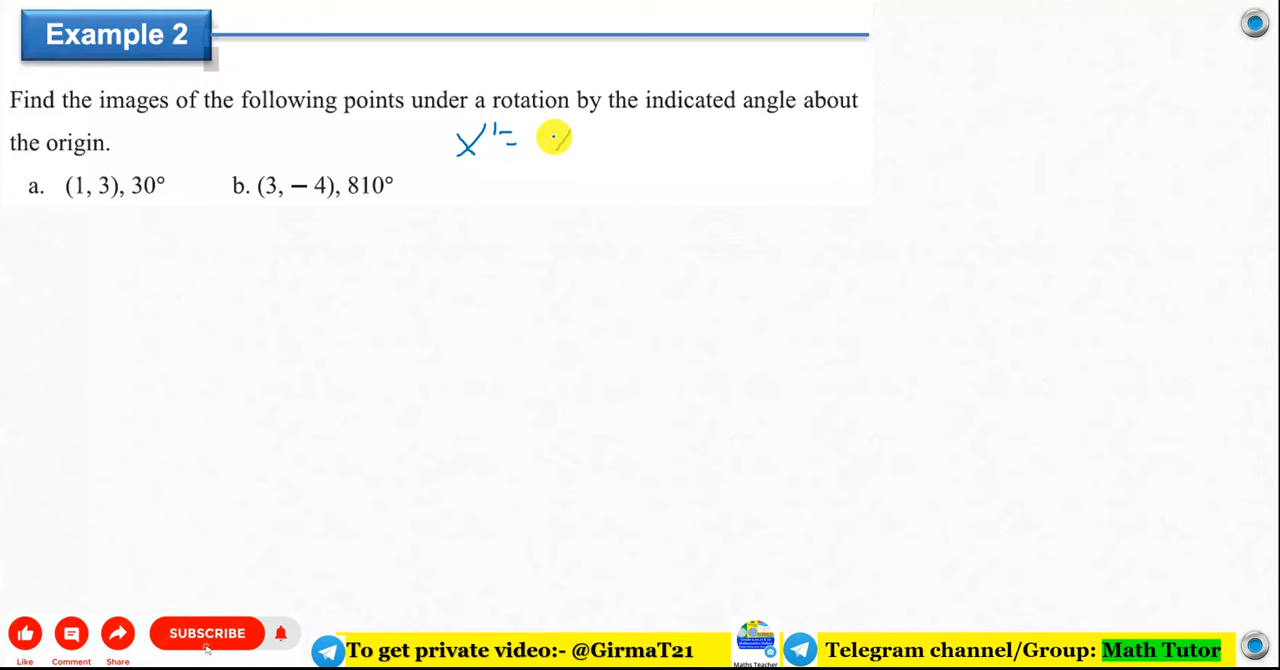 Example 2
Find the images of the following points under a rotation by the indicated angle about
the origin.
x' =
a. (1, 3), 30° b. (3, − 4), 810°
Like Comment Share SUBSCRIBE
To get private video:- @GirmaT21
Maths Teacher
Telegram channel/Group: Math Tutor